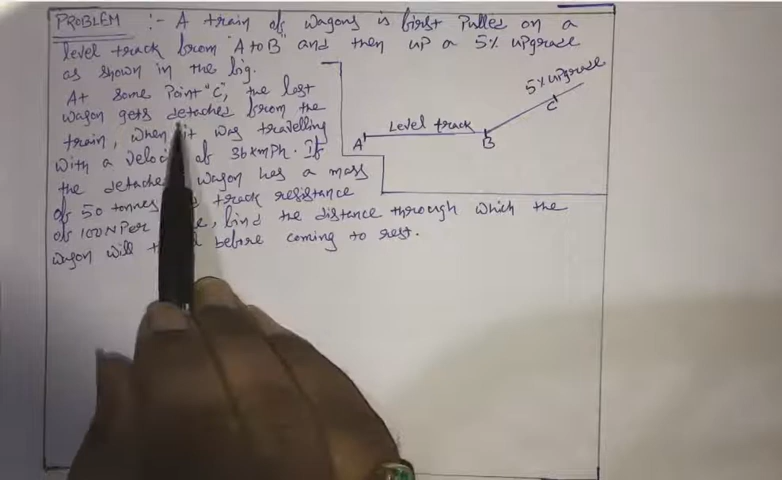 PROBLEM :- A train of wagons is first pulled on a
level track from "A to B" and then up a 5% upgrade
as shown in the fig.
At some Point "C", the last
wagon gets detached from the
train, when it was travelling
with a of 36 kmPh. If
the wagon has a mass
of 50 tonnes track resistance
of 100N Per , find the distance through which the
wagon will before coming to rest.
5% upgrade
C
Level track
A
B